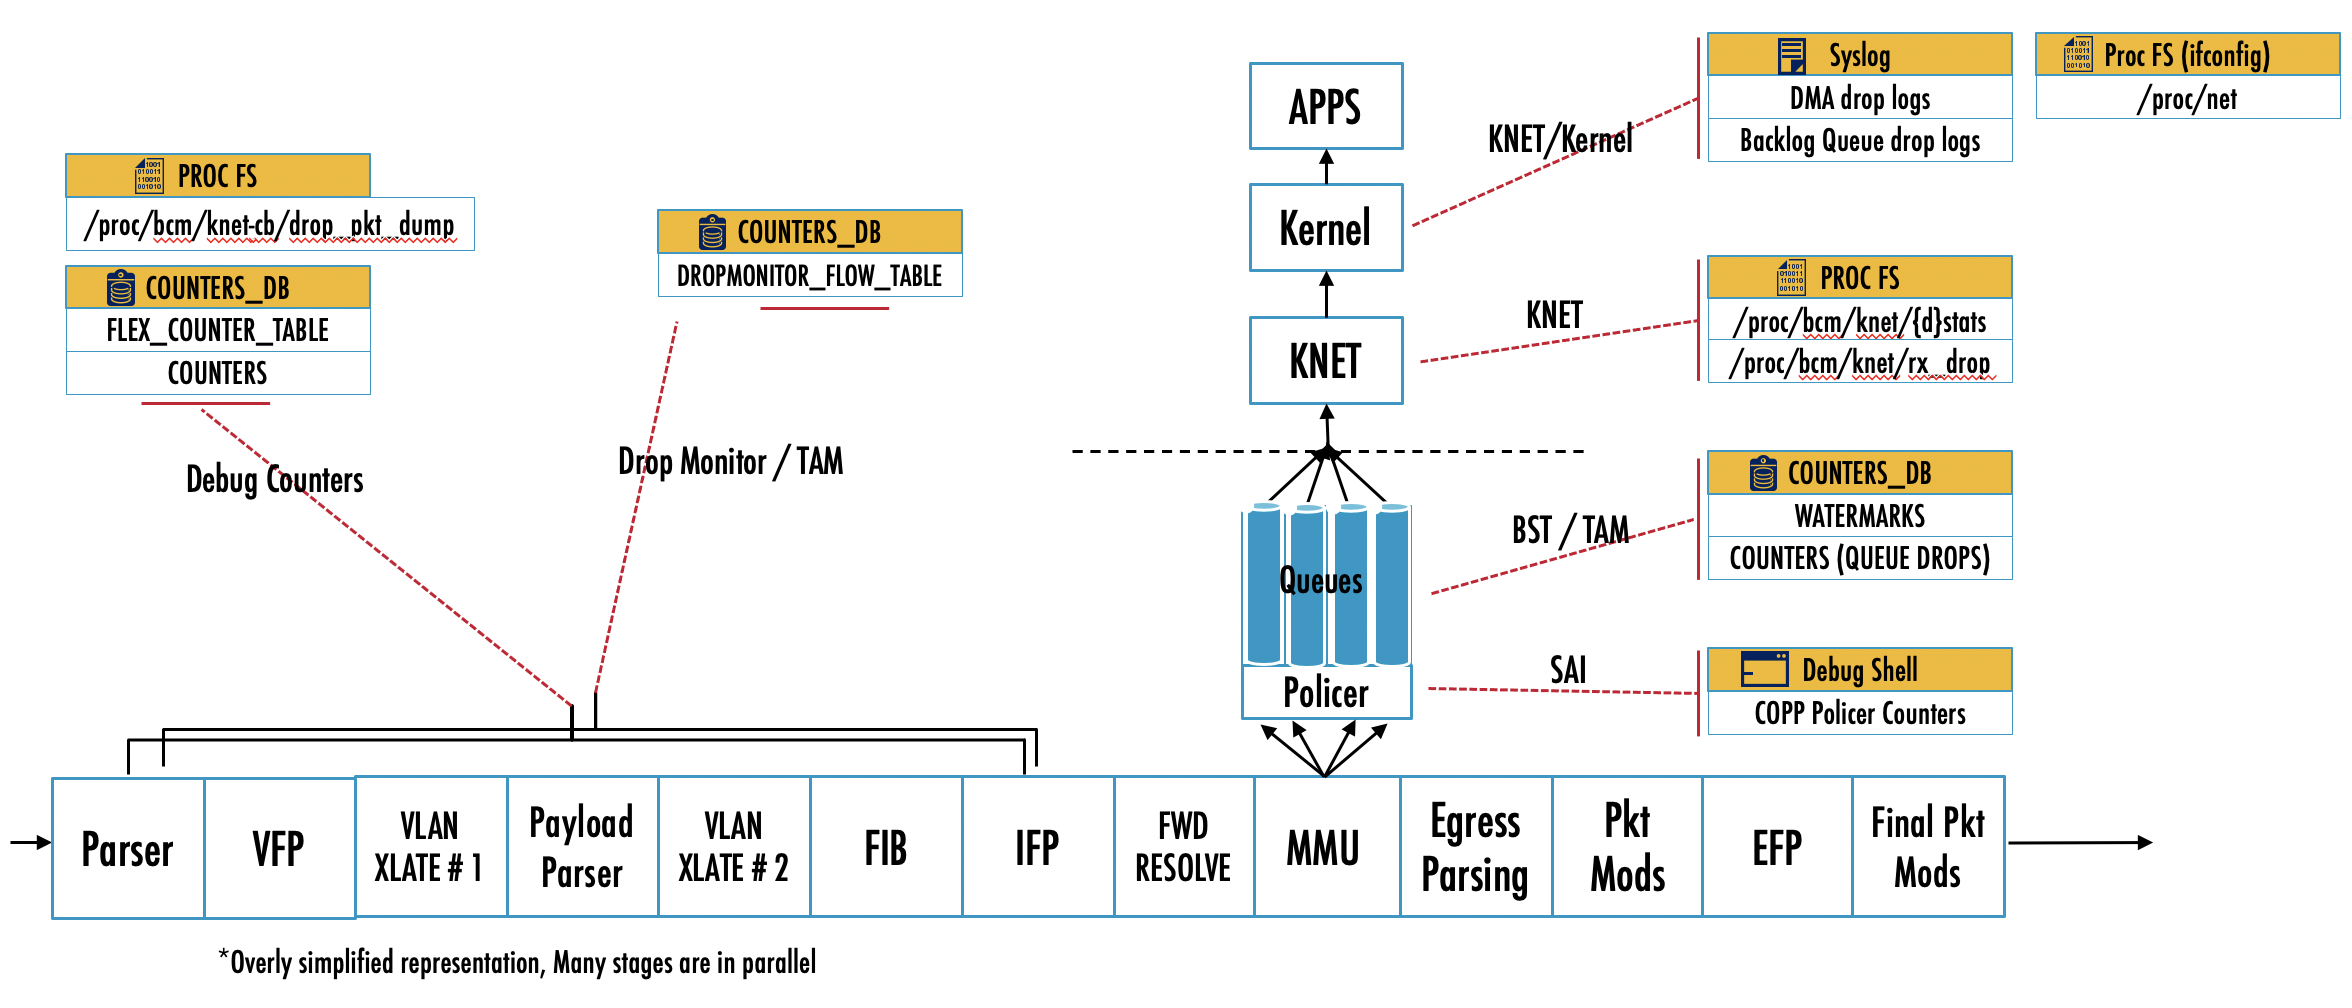 APPS
Kernel
KNET
Queues
Policer
KNET/Kernel
KNET
BST / TAM
SAI
Syslog
DMA drop logs
Backlog Queue drop logs
Proc FS (ifconfig)
/proc/net
PROC FS
/proc/bcm/knet/{d}stats
/proc/bcm/knet/rx_drop
COUNTERS_DB
WATERMARKS
COUNTERS (QUEUE DROPS)
Debug Shell
COPP Policer Counters
PROC FS
/proc/bcm/knet-cb/drop_pkt_dump
COUNTERS_DB
FLEX_COUNTER_TABLE
COUNTERS
Debug Counters
COUNTERS_DB
DROPMONITOR_FLOW_TABLE
Drop Monitor / TAM
Parser
VFP
VLAN
XLATE # 1
Payload
Parser
VLAN
XLATE # 2
FIB
IFP
FWD
RESOLVE
MMU
Egress
Parsing
Pkt
Mods
EFP
Final Pkt
Mods
*Overly simplified representation, Many stages are in parallel